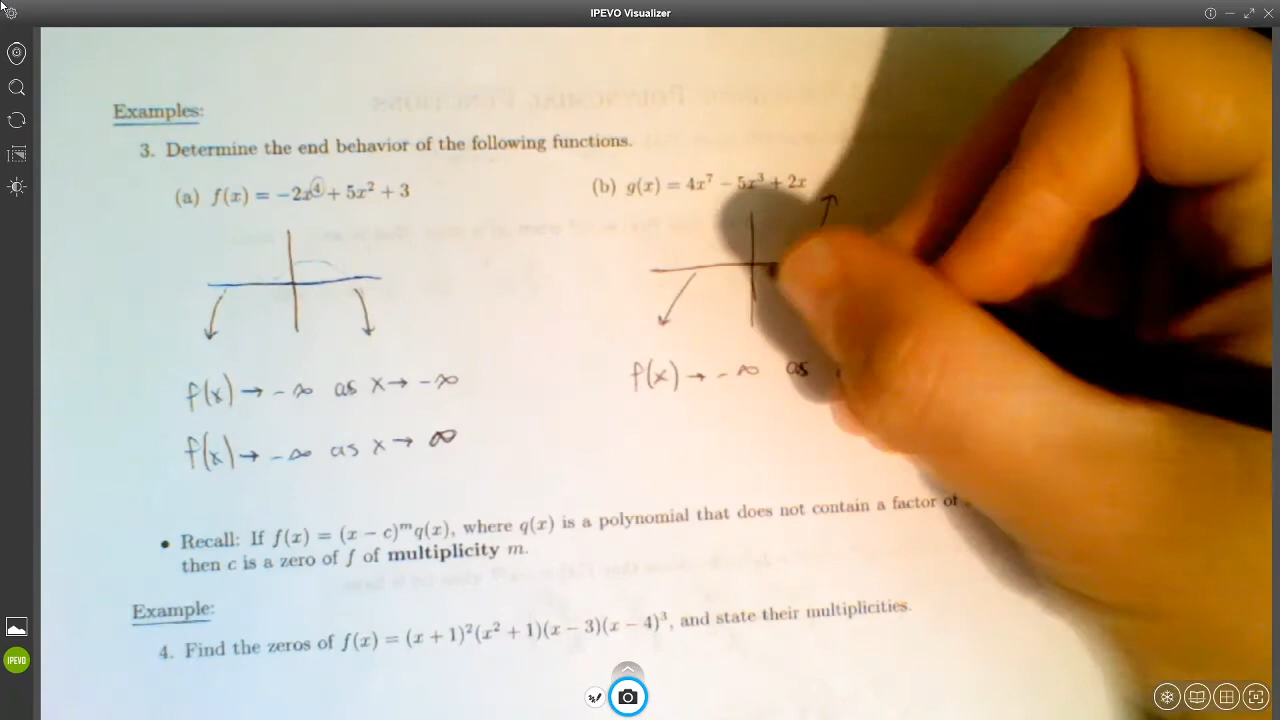 IPEVO Visualizer
Examples:
3. Determine the end behavior of the following functions.
(a) f(x) = −2x⁴ + 5x² + 3
(b) g(x) = 4x⁷ − 5x³ + 2x
f(x) → -∞ as x → -∞
f(x) → -∞ as
f(x) → -∞ as x → ∞
• Recall: If f(x) = (x − c)ᵐq(x), where q(x) is a polynomial that does not contain a factor of
then c is a zero of f of multiplicity m.
Example:
4. Find the zeros of f(x) = (x + 1)²(x² + 1)(x − 3)(x − 4)³, and state their multiplicities.
IPEVO